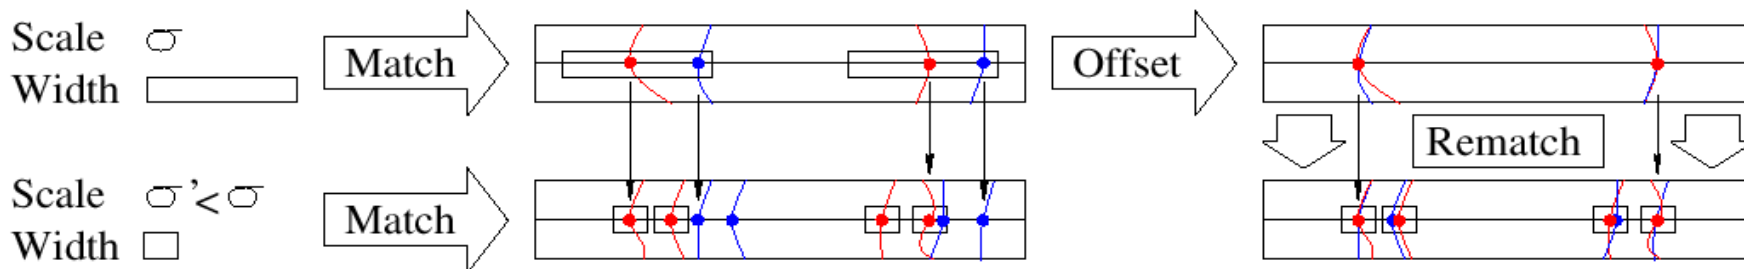 Scale σ
Width
Match
Offset
Rematch
Scale σ'<σ
Width
Match